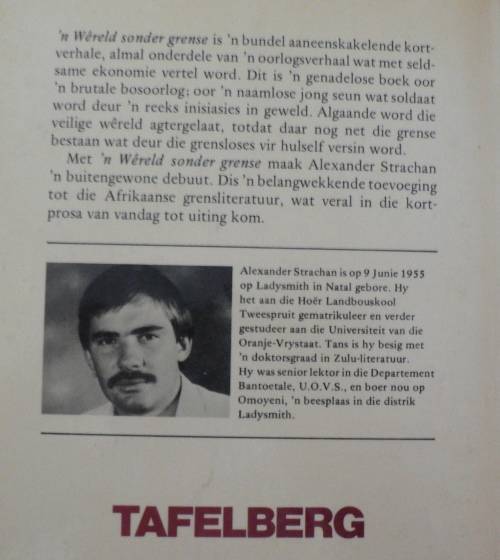 'n Wêreld sonder grense is 'n bundel aaneenskakelende kort-
verhale, almal onderdele van 'n oorlogsverhaal wat met seld-
same ekonomie vertel word. Dit is 'n genadelose boek oor
'n brutale bosoorlog; oor 'n naamlose jong seun wat soldaat
word deur 'n reeks inisiasies in geweld. Algaande word die
veilige wêreld agtergelaat, totdat daar nog net die grense
bestaan wat deur die grensloses vir hulself versin word.
Met 'n Wêreld sonder grense maak Alexander Strachan
'n buitengewone debuut. Dis 'n belangwekkende toevoeging
tot die Afrikaanse grensliteratuur, wat veral in die kort-
prosa van vandag tot uiting kom.
Alexander Strachan is op 9 Junie 1955
op Ladysmith in Natal gebore. Hy
het aan die Hoër Landbouskool
Tweespruit gematrikuleer en verder
gestudeer aan die Universiteit van die
Oranje-Vrystaat. Tans is hy besig met
'n doktorsgraad in Zulu-literatuur.
Hy was senior lektor in die Departement
Bantoetale, U.O.V.S., en boer nou op
Omoyeni, 'n beesplaas in die distrik
Ladysmith.
TAFELBERG